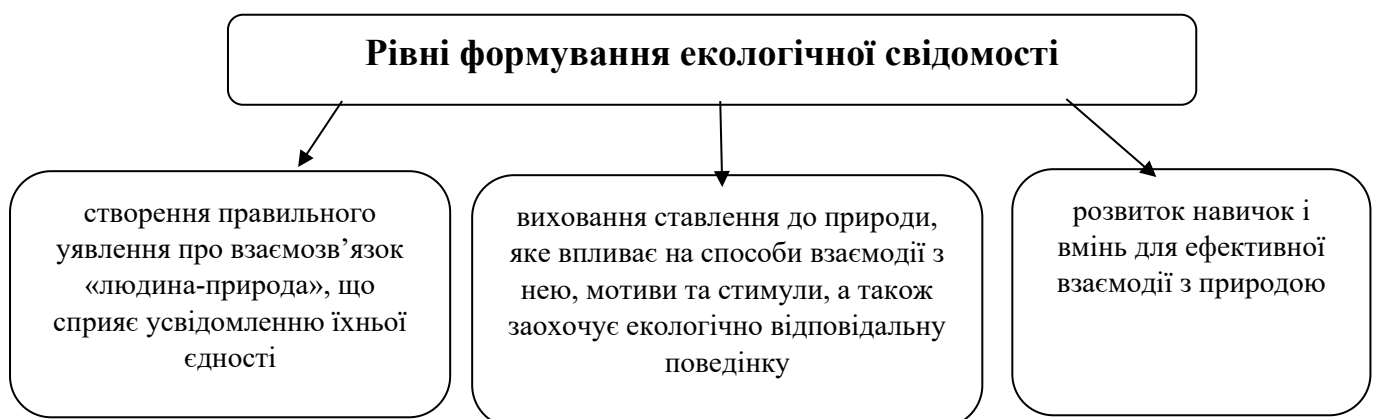 Рівні формування екологічної свідомості
створення правильного
уявлення про взаємозв’язок
«людина-природа», що
сприяє усвідомленню їхньої
єдності
виховання ставлення до природи,
яке впливає на способи взаємодії з
нею, мотиви та стимули, а також
заохочує екологічно відповідальну
поведінку
розвиток навичок і
вмінь для ефективної
взаємодії з природою